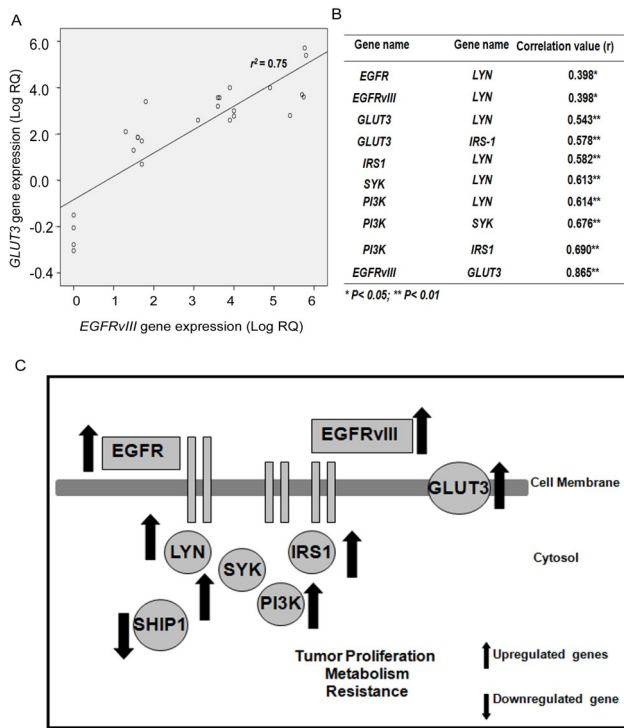 A
6.0
4.0
2.0
0.0
-0.2
-0.4
r² = 0.75
GLUT3 gene expression (Log RQ)
0 1 2 3 4 5 6
EGFRvIII gene expression (Log RQ)
B
Gene name Gene name Correlation value (r)
EGFR LYN 0.398*
EGFRvIII LYN 0.398*
GLUT3 LYN 0.543**
GLUT3 IRS-1 0.578**
IRS1 LYN 0.582**
SYK LYN 0.613**
PI3K LYN 0.614**
PI3K SYK 0.676**
PI3K IRS1 0.690**
EGFRvIII GLUT3 0.865**
* P< 0.05; ** P< 0.01
C
EGFR
EGFRvIII
GLUT3
Cell Membrane
LYN
SYK
IRS1
Cytosol
PI3K
SHIP1
Tumor Proliferation
Metabolism
Resistance
Upregulated genes
Downregulated gene